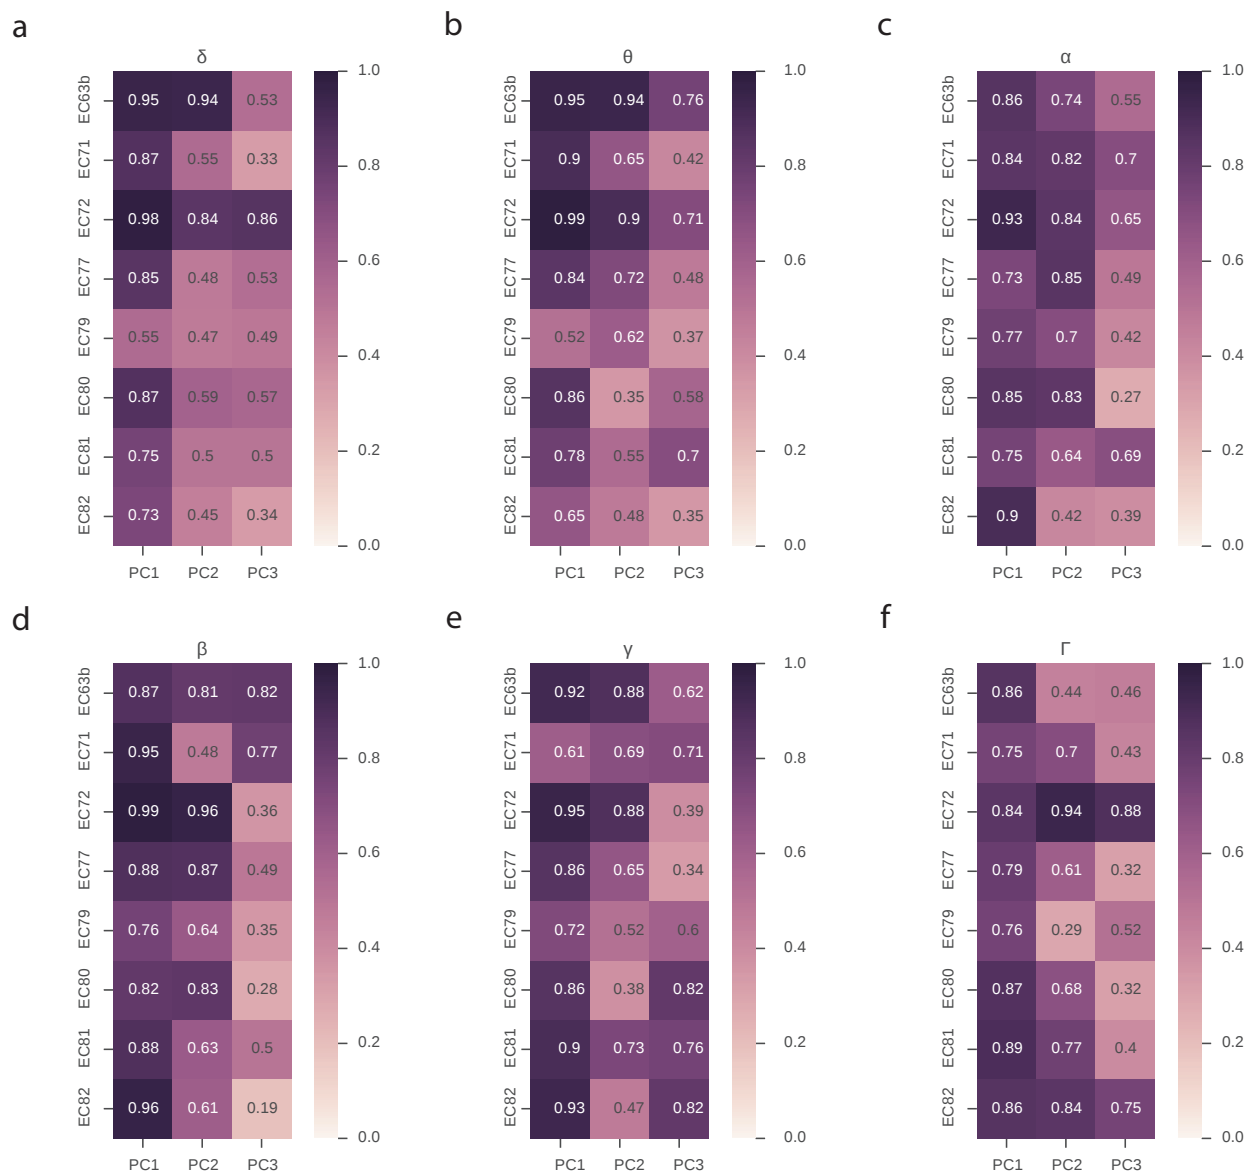 a
b
c
δ
θ
α
EC63b 0.95 0.94 0.53 1.0
EC71 0.87 0.55 0.33 0.8
EC72 0.98 0.84 0.86
EC77 0.85 0.48 0.53 0.6
EC79 0.55 0.47 0.49 0.4
EC80 0.87 0.59 0.57
EC81 0.75 0.5 0.5 0.2
EC82 0.73 0.45 0.34 0.0
PC1 PC2 PC3
EC63b 0.95 0.94 0.76 1.0
EC71 0.9 0.65 0.42 0.8
EC72 0.99 0.9 0.71
EC77 0.84 0.72 0.48 0.6
EC79 0.52 0.62 0.37 0.4
EC80 0.86 0.35 0.58
EC81 0.78 0.55 0.7 0.2
EC82 0.65 0.48 0.35 0.0
PC1 PC2 PC3
EC63b 0.86 0.74 0.55 1.0
EC71 0.84 0.82 0.7 0.8
EC72 0.93 0.84 0.65
EC77 0.73 0.85 0.49 0.6
EC79 0.77 0.7 0.42 0.4
EC80 0.85 0.83 0.27
EC81 0.75 0.64 0.69 0.2
EC82 0.9 0.42 0.39 0.0
PC1 PC2 PC3
d
e
f
β
γ
Γ
EC63b 0.87 0.81 0.82 1.0
EC71 0.95 0.48 0.77 0.8
EC72 0.99 0.96 0.36
EC77 0.88 0.87 0.49 0.6
EC79 0.76 0.64 0.35 0.4
EC80 0.82 0.83 0.28
EC81 0.88 0.63 0.5 0.2
EC82 0.96 0.61 0.19 0.0
PC1 PC2 PC3
EC63b 0.92 0.88 0.62 1.0
EC71 0.61 0.69 0.71 0.8
EC72 0.95 0.88 0.39
EC77 0.86 0.65 0.34 0.6
EC79 0.72 0.52 0.6 0.4
EC80 0.86 0.38 0.82
EC81 0.9 0.73 0.76 0.2
EC82 0.93 0.47 0.82 0.0
PC1 PC2 PC3
EC63b 0.86 0.44 0.46 1.0
EC71 0.75 0.7 0.43 0.8
EC72 0.84 0.94 0.88
EC77 0.79 0.61 0.32 0.6
EC79 0.76 0.29 0.52 0.4
EC80 0.87 0.68 0.32
EC81 0.89 0.77 0.4 0.2
EC82 0.86 0.84 0.75 0.0
PC1 PC2 PC3